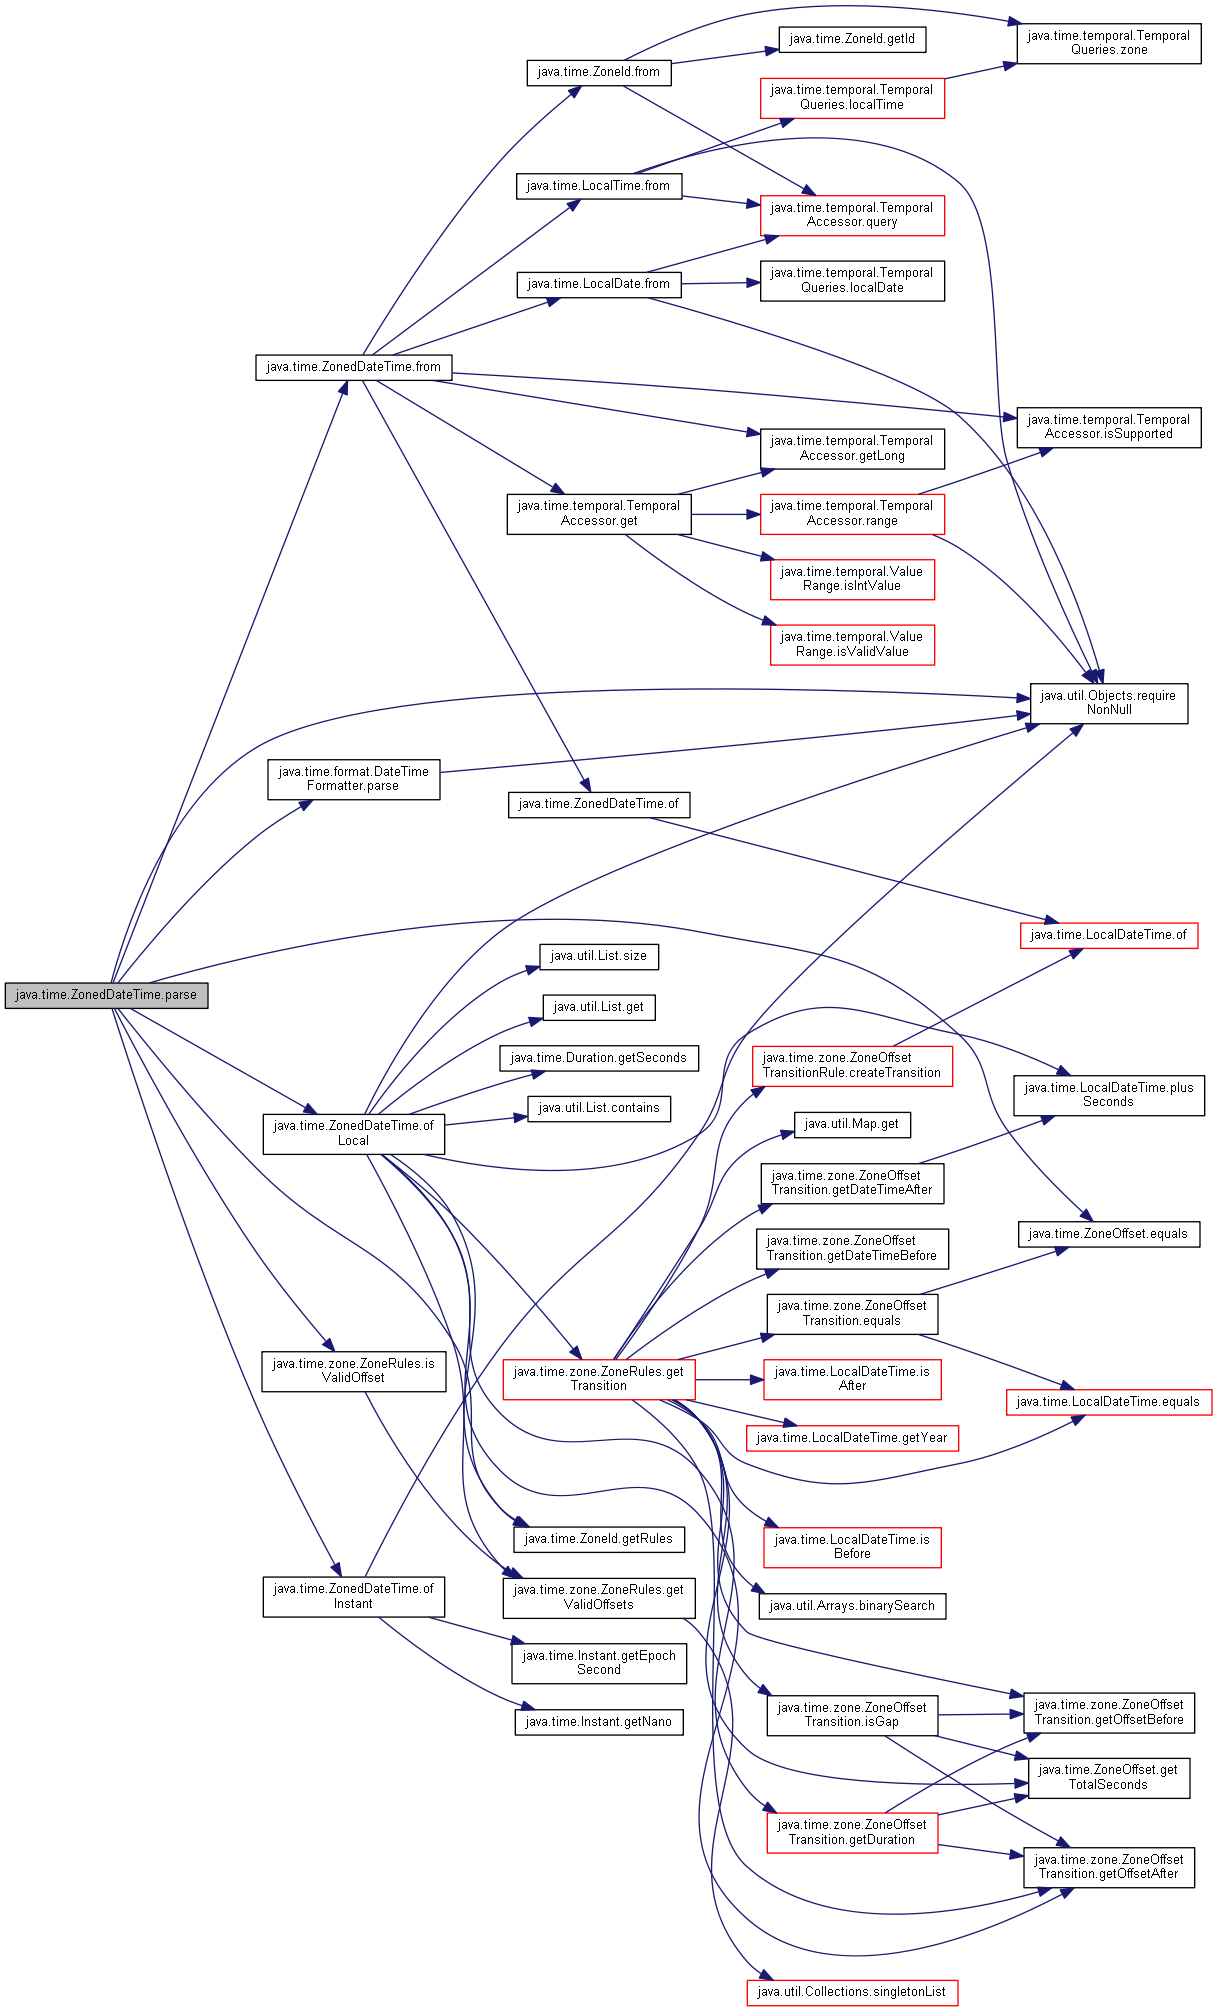 java.time.ZoneId.getId
java.time.temporal.Temporal
Queries.zone
java.time.ZoneId.from
java.time.temporal.Temporal
Queries.localTime
java.time.LocalTime.from
java.time.temporal.Temporal
Accessor.query
java.time.LocalDate.from
java.time.temporal.Temporal
Queries.localDate
java.time.ZonedDateTime.from
java.time.temporal.Temporal
Accessor.isSupported
java.time.temporal.Temporal
Accessor.getLong
java.time.temporal.Temporal
Accessor.get
java.time.temporal.Temporal
Accessor.range
java.time.temporal.Value
Range.isIntValue
java.time.temporal.Value
Range.isValidValue
java.util.Objects.require
NonNull
java.time.format.DateTime
Formatter.parse
java.time.ZonedDateTime.of
java.time.LocalDateTime.of
java.util.List.size
java.time.ZonedDateTime.parse
java.util.List.get
java.time.Duration.getSeconds
java.time.zone.ZoneOffset
TransitionRule.createTransition
java.time.LocalDateTime.plus
Seconds
java.util.List.contains
java.time.ZonedDateTime.of
Local
java.util.Map.get
java.time.zone.ZoneOffset
Transition.getDateTimeAfter
java.time.ZoneOffset.equals
java.time.zone.ZoneOffset
Transition.getDateTimeBefore
java.time.zone.ZoneOffset
Transition.equals
java.time.zone.ZoneRules.is
ValidOffset
java.time.zone.ZoneRules.get
Transition
java.time.LocalDateTime.is
After
java.time.LocalDateTime.equals
java.time.LocalDateTime.getYear
java.time.ZoneId.getRules
java.time.LocalDateTime.is
Before
java.time.ZonedDateTime.of
Instant
java.time.zone.ZoneRules.get
ValidOffsets
java.util.Arrays.binarySearch
java.time.Instant.getEpoch
Second
java.time.Instant.getNano
java.time.zone.ZoneOffset
Transition.isGap
java.time.zone.ZoneOffset
Transition.getOffsetBefore
java.time.ZoneOffset.get
TotalSeconds
java.time.zone.ZoneOffset
Transition.getDuration
java.time.zone.ZoneOffset
Transition.getOffsetAfter
java.util.Collections.singletonList